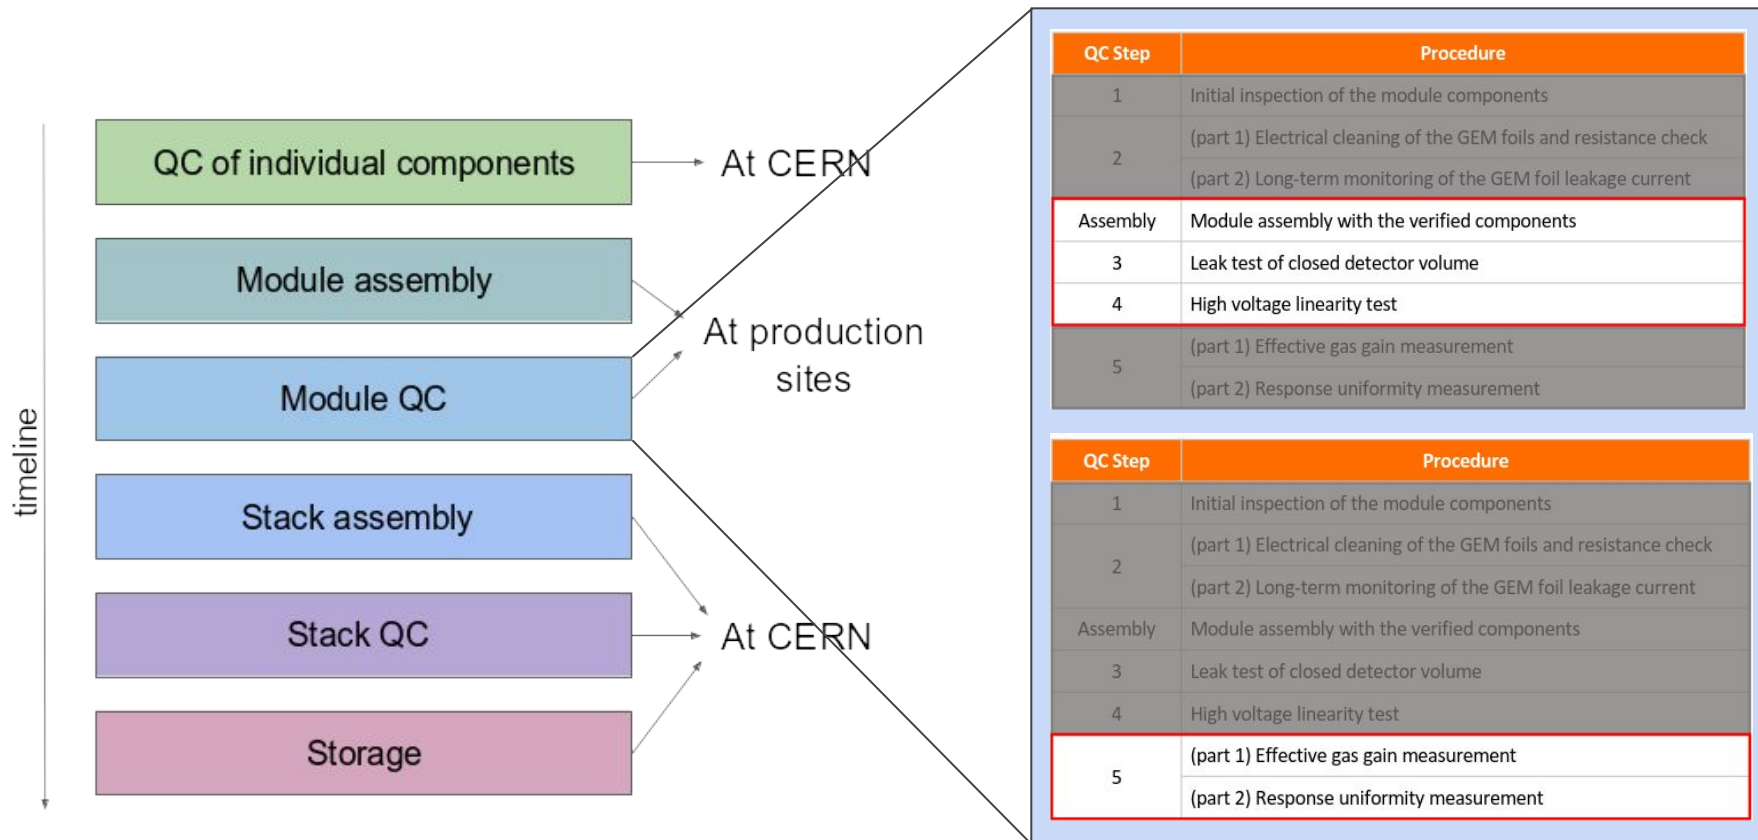 timeline
QC of individual components
At CERN
Module assembly
Module QC
At production
sites
Stack assembly
Stack QC
At CERN
Storage
QC Step Procedure
1 Initial inspection of the module components
2 (part 1) Electrical cleaning of the GEM foils and resistance check
(part 2) Long-term monitoring of the GEM foil leakage current
Assembly Module assembly with the verified components
3 Leak test of closed detector volume
4 High voltage linearity test
5 (part 1) Effective gas gain measurement
(part 2) Response uniformity measurement
QC Step Procedure
1 Initial inspection of the module components
2 (part 1) Electrical cleaning of the GEM foils and resistance check
(part 2) Long-term monitoring of the GEM foil leakage current
Assembly Module assembly with the verified components
3 Leak test of closed detector volume
4 High voltage linearity test
5 (part 1) Effective gas gain measurement
(part 2) Response uniformity measurement